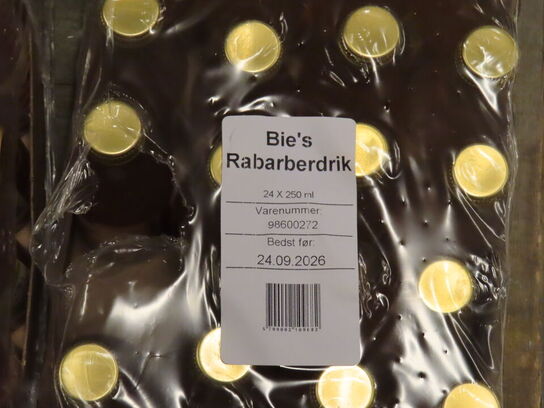 Bie's
Rabarberdrik
24 X 250 ml
Varenummer:
98600272
Bedst før:
24.09.2026